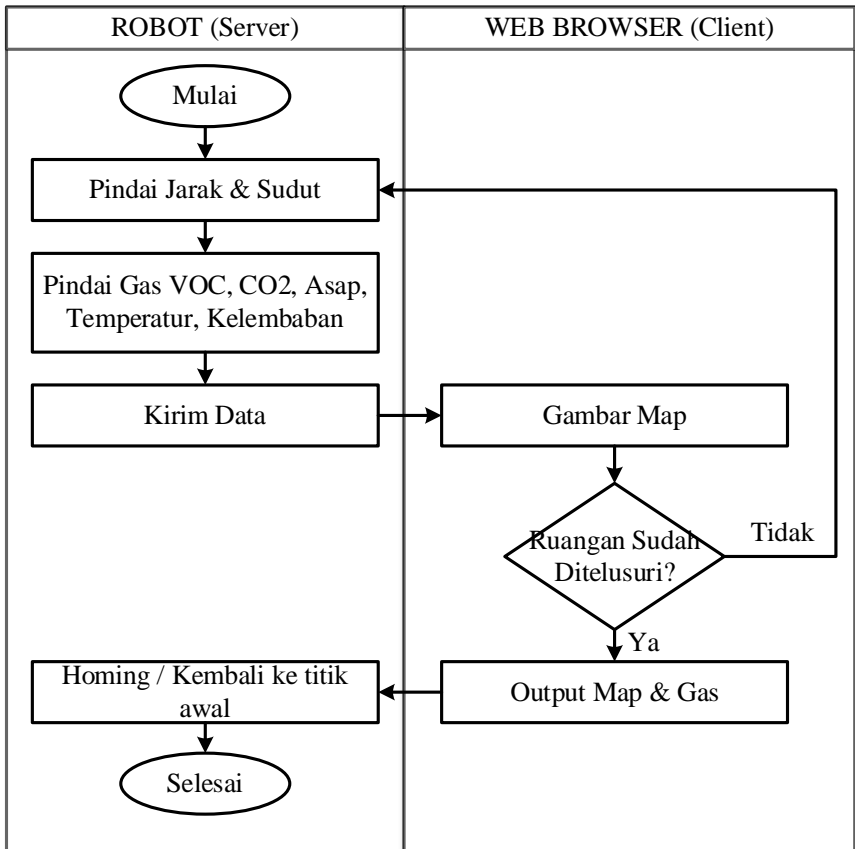 ROBOT (Server)
WEB BROWSER (Client)
Mulai
Pindai Jarak & Sudut
Pindai Gas VOC, CO2, Asap,
Temperatur, Kelembaban
Kirim Data
Gambar Map
Ruangan Sudah
Ditelusuri?
Tidak
Ya
Output Map & Gas
Homing / Kembali ke titik
awal
Selesai